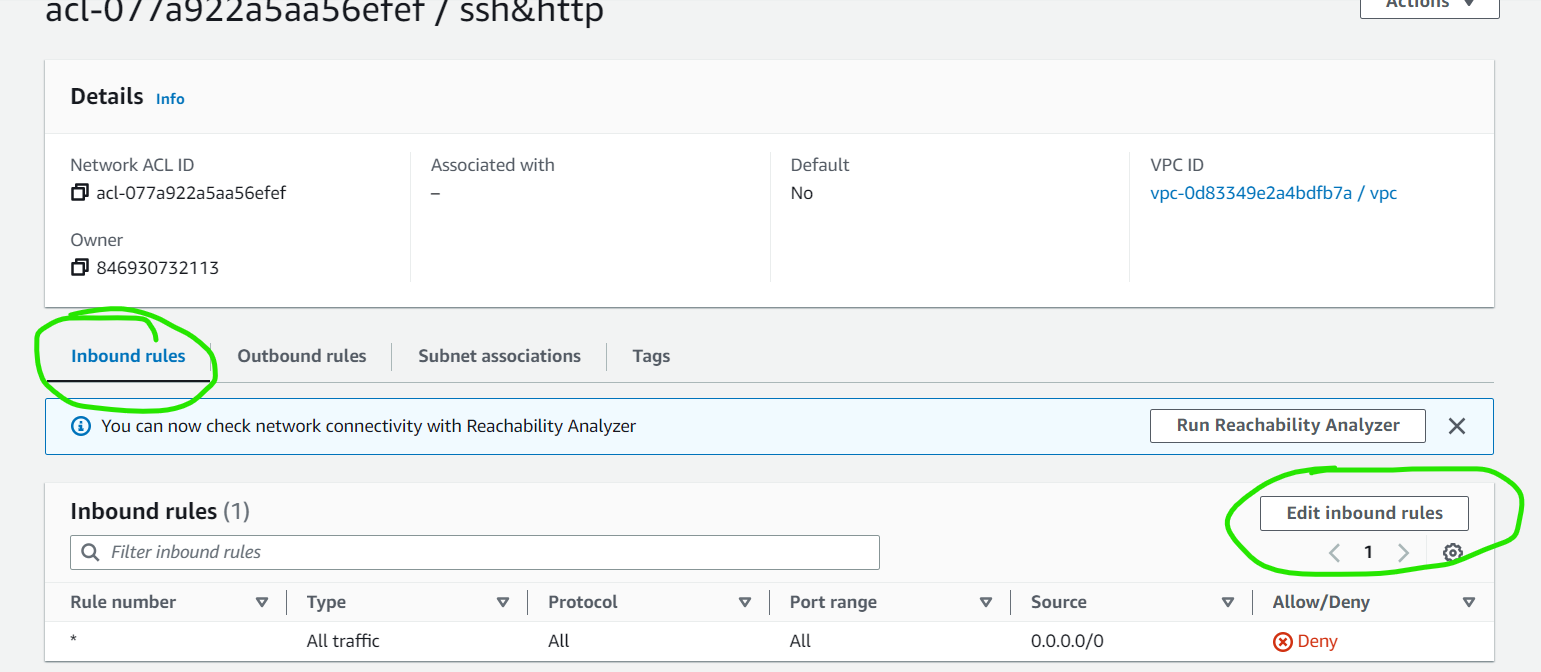 acl-077a922a5aa56efef / ssh&http
Actions
Details Info
Network ACL ID Associated with Default VPC ID
acl-077a922a5aa56efef – No vpc-0d83349e2a4bdfb7a / vpc
Owner
846930732113
Inbound rules Outbound rules Subnet associations Tags
You can now check network connectivity with Reachability Analyzer Run Reachability Analyzer
Inbound rules (1) Edit inbound rules
Filter inbound rules 1
Rule number Type Protocol Port range Source Allow/Deny
* All traffic All All 0.0.0.0/0 Deny